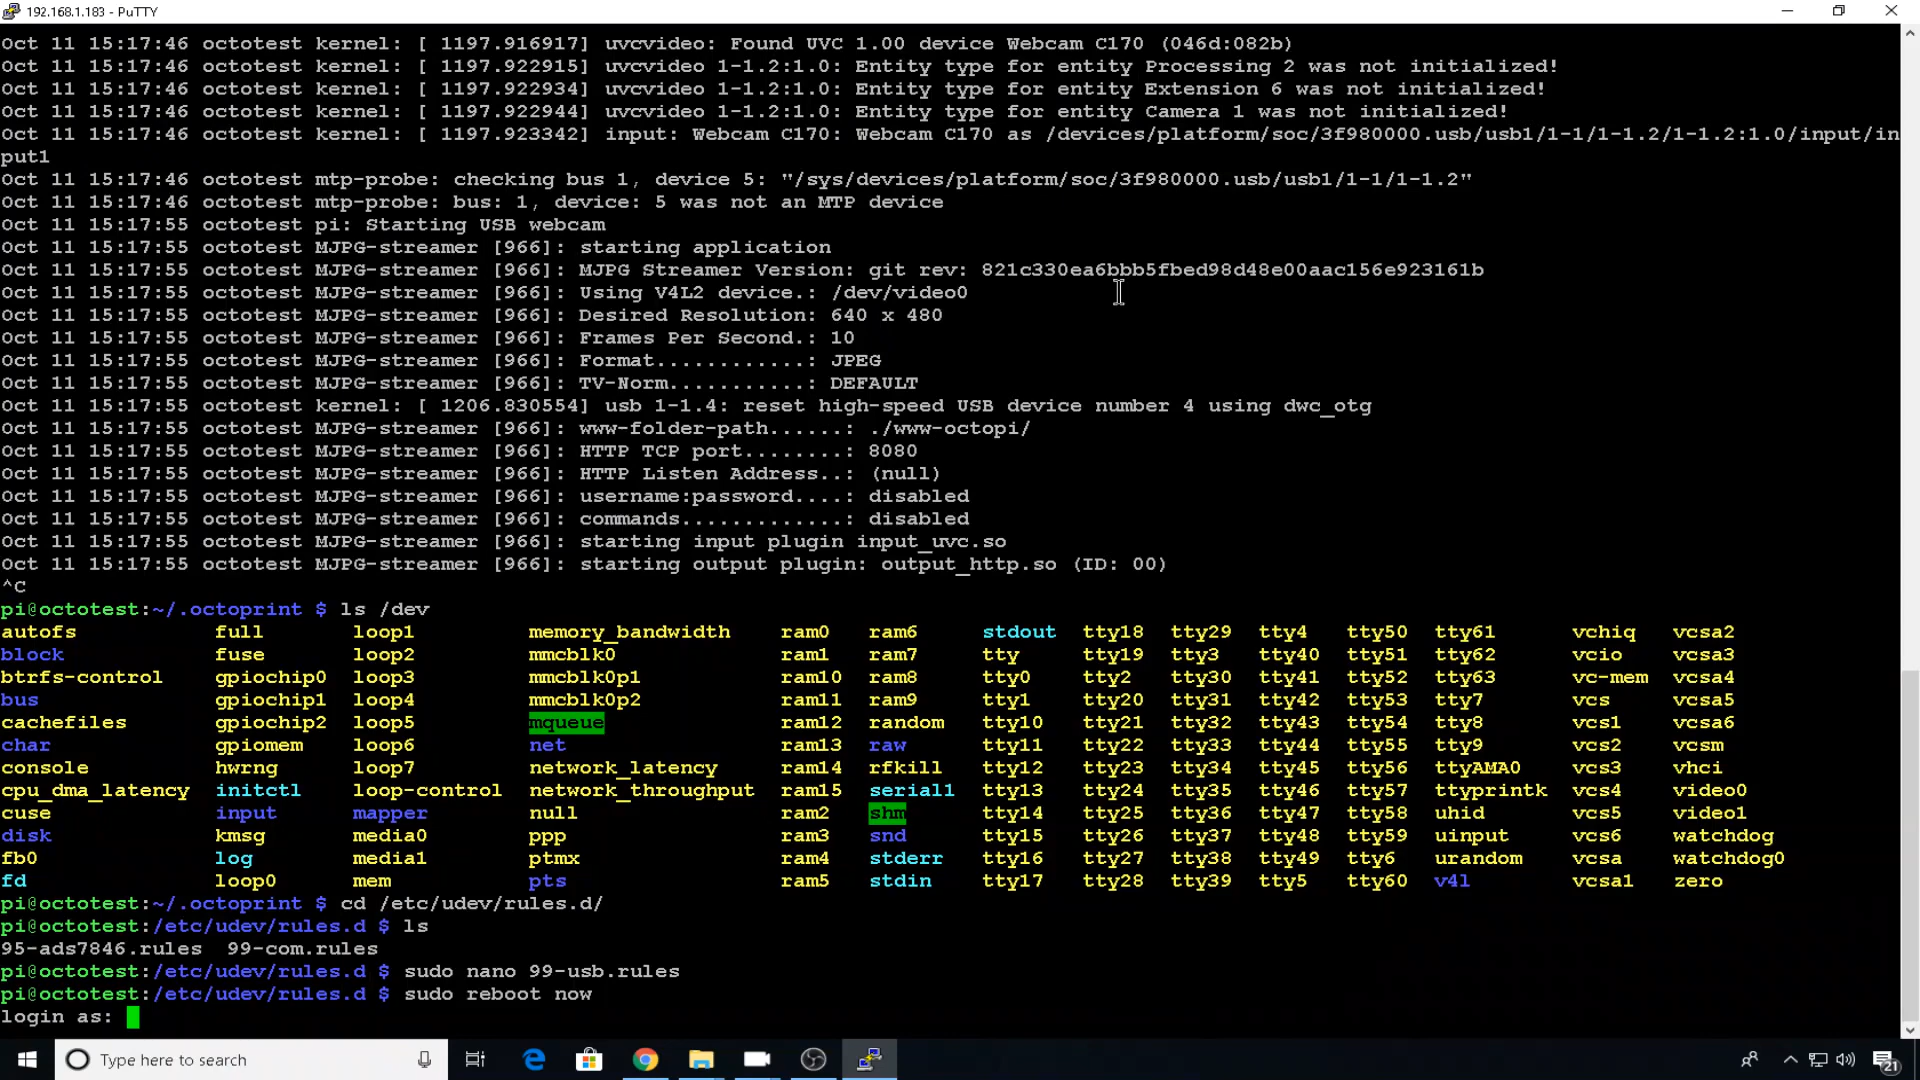 192.168.1.183 - PuTTY
Oct 11 15:17:46 octotest kernel: [ 1197.916917] uvcvideo: Found UVC 1.00 device Webcam C170 (046d:082b)
Oct 11 15:17:46 octotest kernel: [ 1197.922915] uvcvideo 1-1.2:1.0: Entity type for entity Processing 2 was not initialized!
Oct 11 15:17:46 octotest kernel: [ 1197.922934] uvcvideo 1-1.2:1.0: Entity type for entity Extension 6 was not initialized!
Oct 11 15:17:46 octotest kernel: [ 1197.922944] uvcvideo 1-1.2:1.0: Entity type for entity Camera 1 was not initialized!
Oct 11 15:17:46 octotest kernel: [ 1197.923342] input: Webcam C170: Webcam C170 as /devices/platform/soc/3f980000.usb/usb1/1-1/1-1.2/1-1.2:1.0/input/in
put1
Oct 11 15:17:46 octotest mtp-probe: checking bus 1, device 5: "/sys/devices/platform/soc/3f980000.usb/usb1/1-1/1-1.2"
Oct 11 15:17:46 octotest mtp-probe: bus: 1, device: 5 was not an MTP device
Oct 11 15:17:55 octotest pi: Starting USB webcam
Oct 11 15:17:55 octotest MJPG-streamer [966]: starting application
Oct 11 15:17:55 octotest MJPG-streamer [966]: MJPG Streamer Version: git rev: 821c330ea6bbb5fbed98d48e00aac156e923161b
Oct 11 15:17:55 octotest MJPG-streamer [966]: Using V4L2 device.: /dev/video0
Oct 11 15:17:55 octotest MJPG-streamer [966]: Desired Resolution: 640 x 480
Oct 11 15:17:55 octotest MJPG-streamer [966]: Frames Per Second.: 10
Oct 11 15:17:55 octotest MJPG-streamer [966]: Format............: JPEG
Oct 11 15:17:55 octotest MJPG-streamer [966]: TV-Norm...........: DEFAULT
Oct 11 15:17:55 octotest kernel: [ 1206.830554] usb 1-1.4: reset high-speed USB device number 4 using dwc_otg
Oct 11 15:17:55 octotest MJPG-streamer [966]: www-folder-path......: ./www-octopi/
Oct 11 15:17:55 octotest MJPG-streamer [966]: HTTP TCP port........: 8080
Oct 11 15:17:55 octotest MJPG-streamer [966]: HTTP Listen Address..: (null)
Oct 11 15:17:55 octotest MJPG-streamer [966]: username:password....: disabled
Oct 11 15:17:55 octotest MJPG-streamer [966]: commands.............: disabled
Oct 11 15:17:55 octotest MJPG-streamer [966]: starting input plugin input_uvc.so
Oct 11 15:17:55 octotest MJPG-streamer [966]: starting output plugin: output_http.so (ID: 00)
^C
pi@octotest:~/.octoprint $ ls /dev
autofs full loop1 memory_bandwidth ram0 ram6 stdout tty18 tty29 tty4 tty50 tty61 vchiq vcsa2
block fuse loop2 mmcblk0 ram1 ram7 tty tty19 tty3 tty40 tty51 tty62 vcio vcsa3
btrfs-control gpiochip0 loop3 mmcblk0p1 ram10 ram8 tty0 tty2 tty30 tty41 tty52 tty63 vc-mem vcsa4
bus gpiochip1 loop4 mmcblk0p2 ram11 ram9 tty1 tty20 tty31 tty42 tty53 tty7 vcs vcsa5
cachefiles gpiochip2 loop5 mqueue ram12 random tty10 tty21 tty32 tty43 tty54 tty8 vcs1 vcsa6
char gpiomem loop6 net ram13 raw tty11 tty22 tty33 tty44 tty55 tty9 vcs2 vcsm
console hwrng loop7 network_latency ram14 rfkill tty12 tty23 tty34 tty45 tty56 ttyAMA0 vcs3 vhci
cpu_dma_latency initctl loop-control network_throughput ram15 serial1 tty13 tty24 tty35 tty46 tty57 ttyprintk vcs4 video0
cuse input mapper null ram2 shm tty14 tty25 tty36 tty47 tty58 uhid vcs5 video1
disk kmsg media0 ppp ram3 snd tty15 tty26 tty37 tty48 tty59 uinput vcs6 watchdog
fb0 log media1 ptmx ram4 stderr tty16 tty27 tty38 tty49 tty6 urandom vcsa watchdog0
fd loop0 mem pts ram5 stdin tty17 tty28 tty39 tty5 tty60 v4l vcsa1 zero
pi@octotest:~/.octoprint $ cd /etc/udev/rules.d/
pi@octotest:/etc/udev/rules.d $ ls
95-ads7846.rules 99-com.rules
pi@octotest:/etc/udev/rules.d $ sudo nano 99-usb.rules
pi@octotest:/etc/udev/rules.d $ sudo reboot now
login as:
Type here to search
21